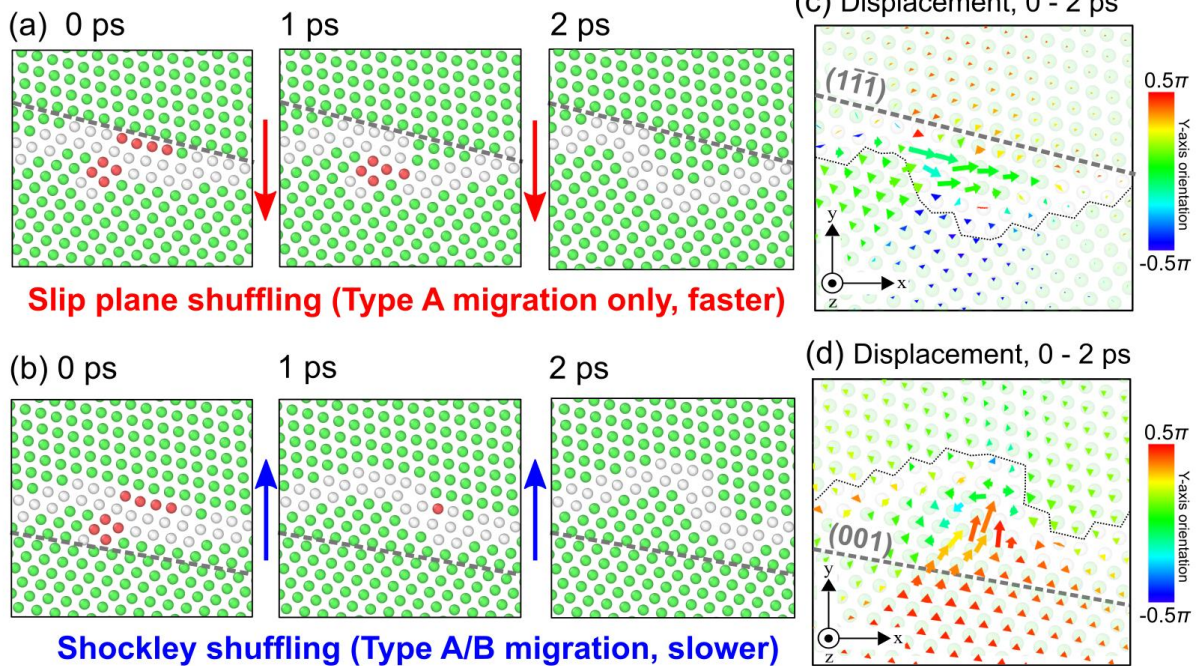 (a) 0 ps 1 ps 2 ps
Slip plane shuffling (Type A migration only, faster)
(c) Displacement, 0 - 2 ps
(11̅1̅)
0.5π
Y-axis orientation
-0.5π
y
z
x
(b) 0 ps 1 ps 2 ps
Shockley shuffling (Type A/B migration, slower)
(d) Displacement, 0 - 2 ps
(001)
0.5π
Y-axis orientation
-0.5π
y
z
x